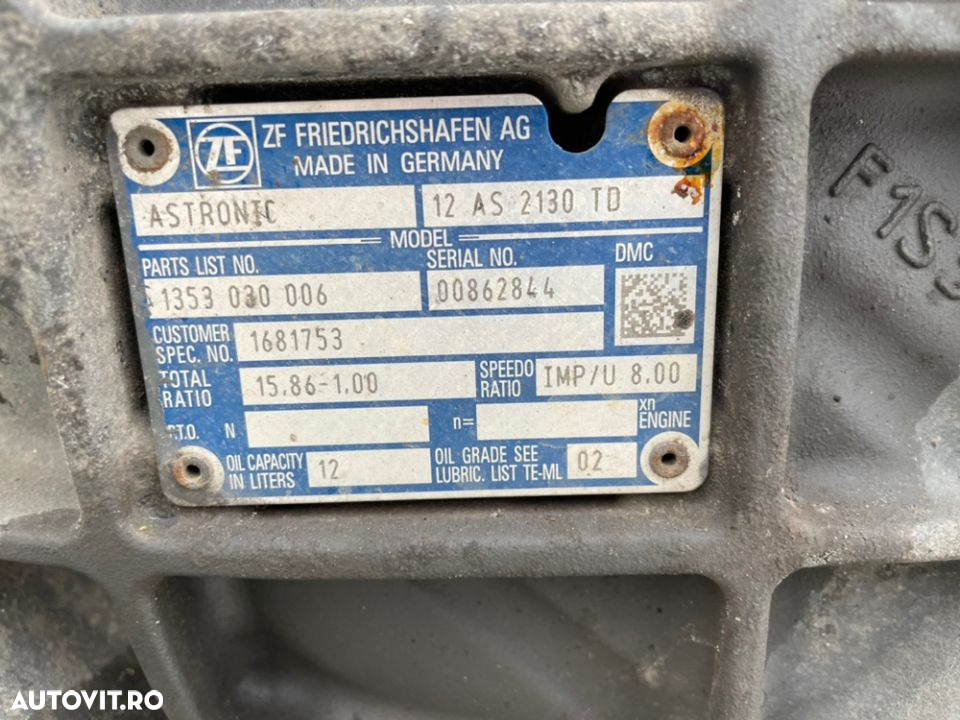 ZF FRIEDRICHSHAFEN AG
MADE IN GERMANY
ASTRONIC 12 AS 2130 TD
MODEL
PARTS LIST NO. SERIAL NO. DMC
1353 030 006 00862844
CUSTOMER
SPEC. NO. 1681753
TOTAL
RATIO 15.86-1.00 SPEEDO
RATIO IMP/U 8.00
P.T.O. N n= xn
ENGINE
OIL CAPACITY
IN LITERS 12 OIL GRADE SEE
LUBRIC. LIST TE-ML 02
F1S
AUTOVIT.RO